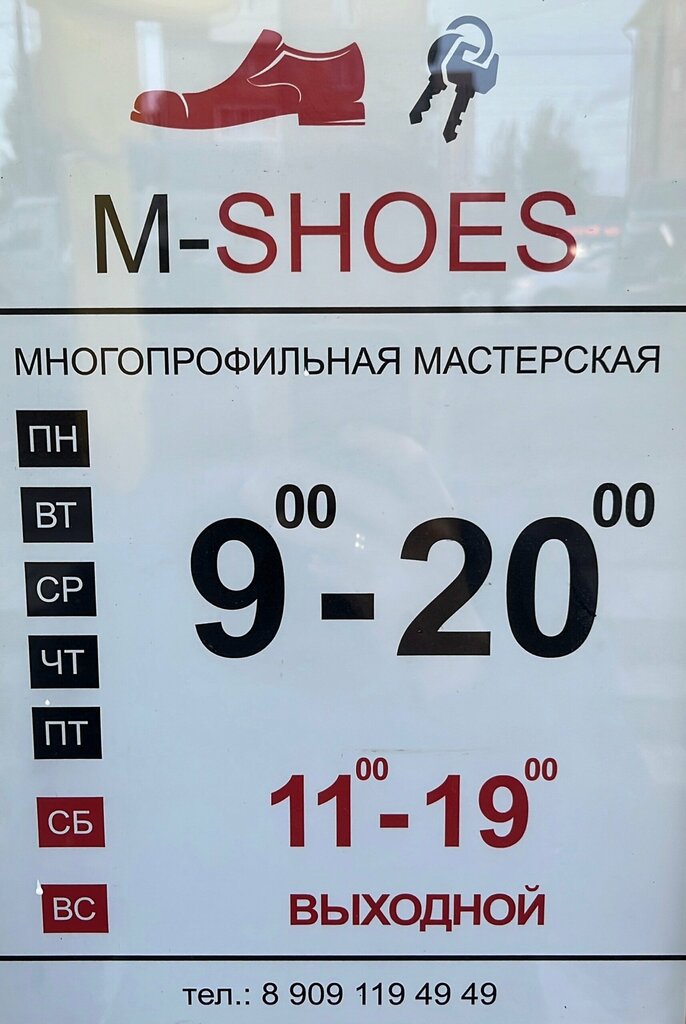 M-SHOES
МНОГОПРОФИЛЬНАЯ МАСТЕРСКАЯ
ПН
ВТ
СР
ЧТ
ПТ
900-2000
СБ
1100-1900
ВС
ВЫХОДНОЙ
тел.: 8 909 119 49 49